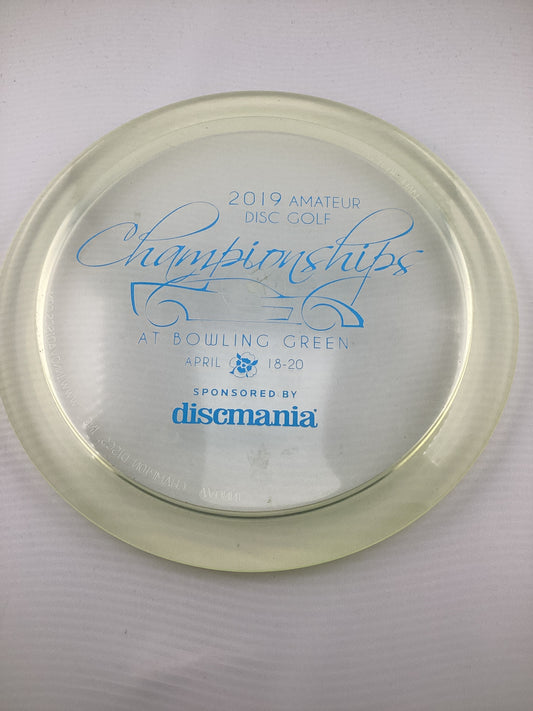 2019 AMATEUR
DISC GOLF
Championships
AT BOWLING GREEN
APRIL 18-20
SPONSORED BY
discmania